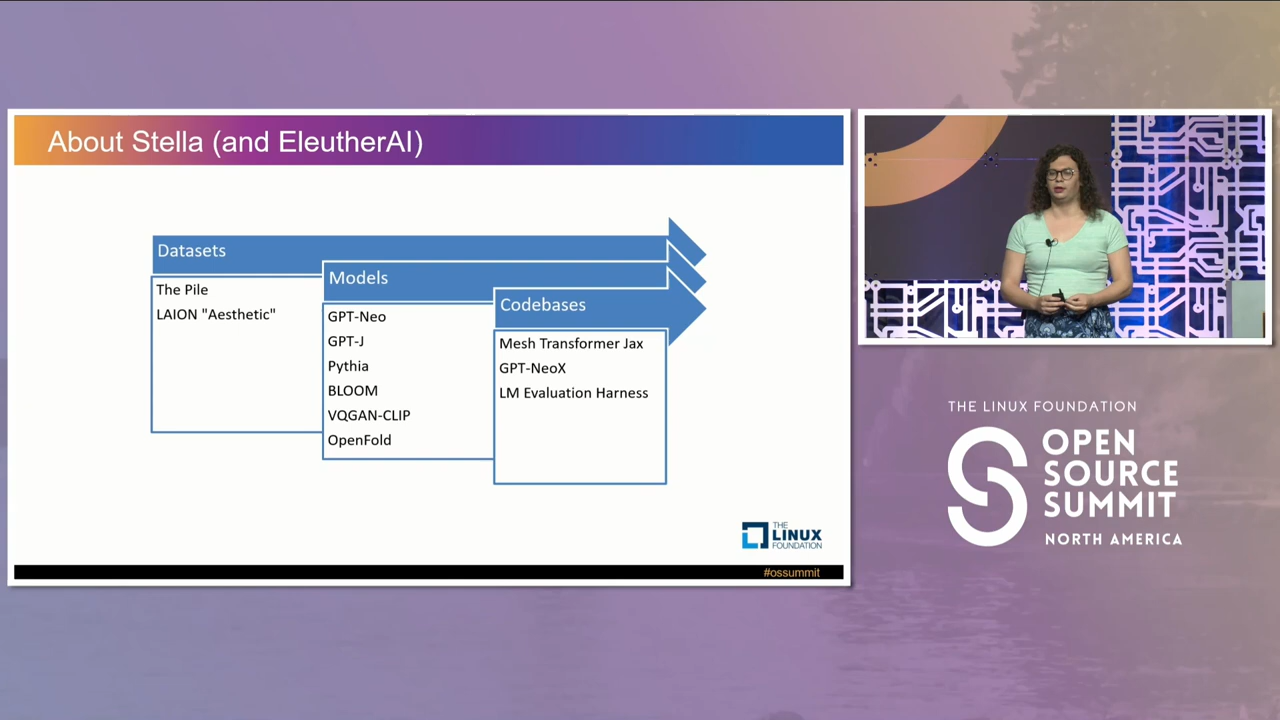 About Stella (and EleutherAI)
Datasets
The Pile
LAION "Aesthetic"
Models
GPT-Neo
GPT-J
Pythia
BLOOM
VQGAN-CLIP
OpenFold
Codebases
Mesh Transformer Jax
GPT-NeoX
LM Evaluation Harness
THE
LINUX
FOUNDATION
#ossummit
THE LINUX FOUNDATION
OPEN
SOURCE
SUMMIT
NORTH AMERICA